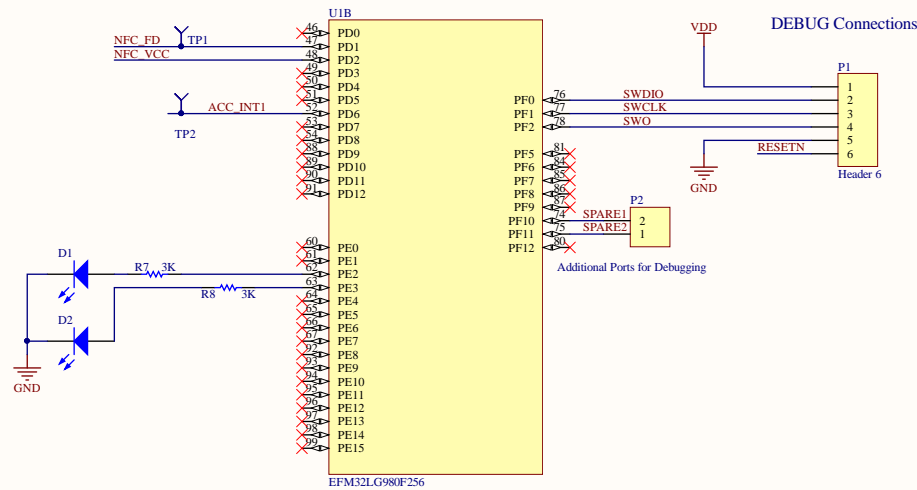 U1B
DEBUG Connections
46 PD0
NFC_FD TP1 47 PD1
NFC_VCC 48 PD2
49 PD3
50 PD4
51 PD5
ACC_INT1 52 PD6
TP2 53 PD7
54 PD8
88 PD9
89 PD10
90 PD11
91 PD12
60 PE0
61 PE1
62 PE2
63 PE3
64 PE4
65 PE5
66 PE6
67 PE7
92 PE8
93 PE9
94 PE10
95 PE11
96 PE12
97 PE13
98 PE14
99 PE15
D1
R7 3K
R8 3K
D2
GND
PF0 76 SWDIO
PF1 77 SWCLK
PF2 78 SWO
PF5 81
PF6 84
PF7 85
PF8 86
PF9 87
PF10 74 SPARE1
PF11 75 SPARE2
PF12 80
P2
2
1
Additional Ports for Debugging
VDD
P1
1
2
3
4
5
RESETN 6
GND
Header 6
EFM32LG980F256